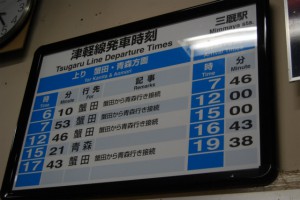 三厩駅
Minmaya sta.
津軽線発車時刻
Tsugaru Line Departure Times
上り 蟹田・青森方面
for Kanita & Aomori
時 分 行先 記事 時 分
Time Minute For Remarks Time Minute
6 10 蟹田 蟹田から青森行き接続 7 46
7 53 蟹田 蟹田から青森行き接続 12 00
12 46 蟹田 蟹田から青森行き接続 15 00
15 21 青森 16 43
17 43 蟹田 蟹田から青森行き接続 19 38